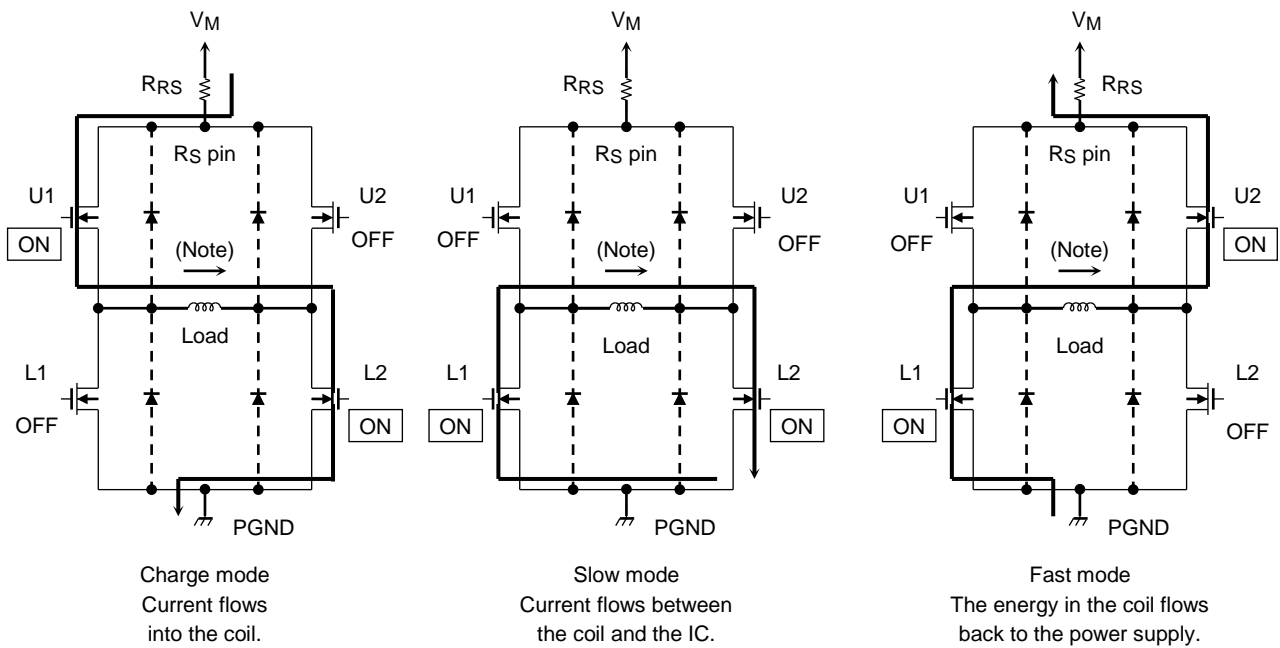 VM
RRS
RS pin
U1
U2
ON
OFF
(Note)
Load
L1
L2
OFF
ON
PGND
Charge mode
Current flows
into the coil.
VM
RRS
RS pin
U1
U2
OFF
OFF
(Note)
Load
L1
L2
ON
ON
PGND
Slow mode
Current flows between
the coil and the IC.
VM
RRS
RS pin
U1
U2
OFF
ON
(Note)
Load
L1
L2
ON
OFF
PGND
Fast mode
The energy in the coil flows
back to the power supply.